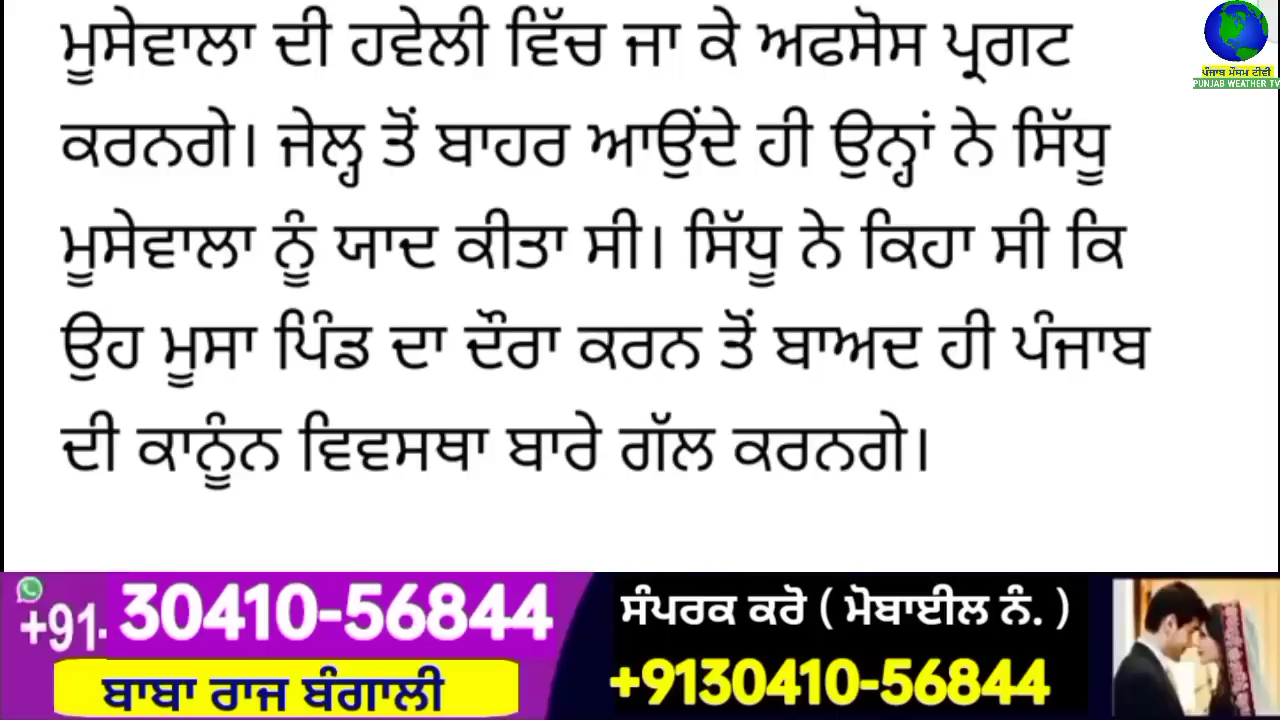 ਮੂਸੇਵਾਲਾ ਦੀ ਹਵੇਲੀ ਵਿੱਚ ਜਾ ਕੇ ਅਫਸੋਸ ਪ੍ਰਗਟ
ਕਰਨਗੇ। ਜੇਲ੍ਹ ਤੋਂ ਬਾਹਰ ਆਉਂਦੇ ਹੀ ਉਨ੍ਹਾਂ ਨੇ ਸਿੱਧੂ
ਮੂਸੇਵਾਲਾ ਨੂੰ ਯਾਦ ਕੀਤਾ ਸੀ। ਸਿੱਧੂ ਨੇ ਕਿਹਾ ਸੀ ਕਿ
ਉਹ ਮੂਸਾ ਪਿੰਡ ਦਾ ਦੌਰਾ ਕਰਨ ਤੋਂ ਬਾਅਦ ਹੀ ਪੰਜਾਬ
ਦੀ ਕਾਨੂੰਨ ਵਿਵਸਥਾ ਬਾਰੇ ਗੱਲ ਕਰਨਗੇ।
ਪੰਜਾਬ ਮੌਸਮ ਟੀਵੀ
PUNJAB WEATHER TV
+91- 30410-56844
ਬਾਬਾ ਰਾਜ ਬੰਗਾਲੀ
ਸੰਪਰਕ ਕਰੋ ( ਮੋਬਾਈਲ ਨੰ. )
+9130410-56844